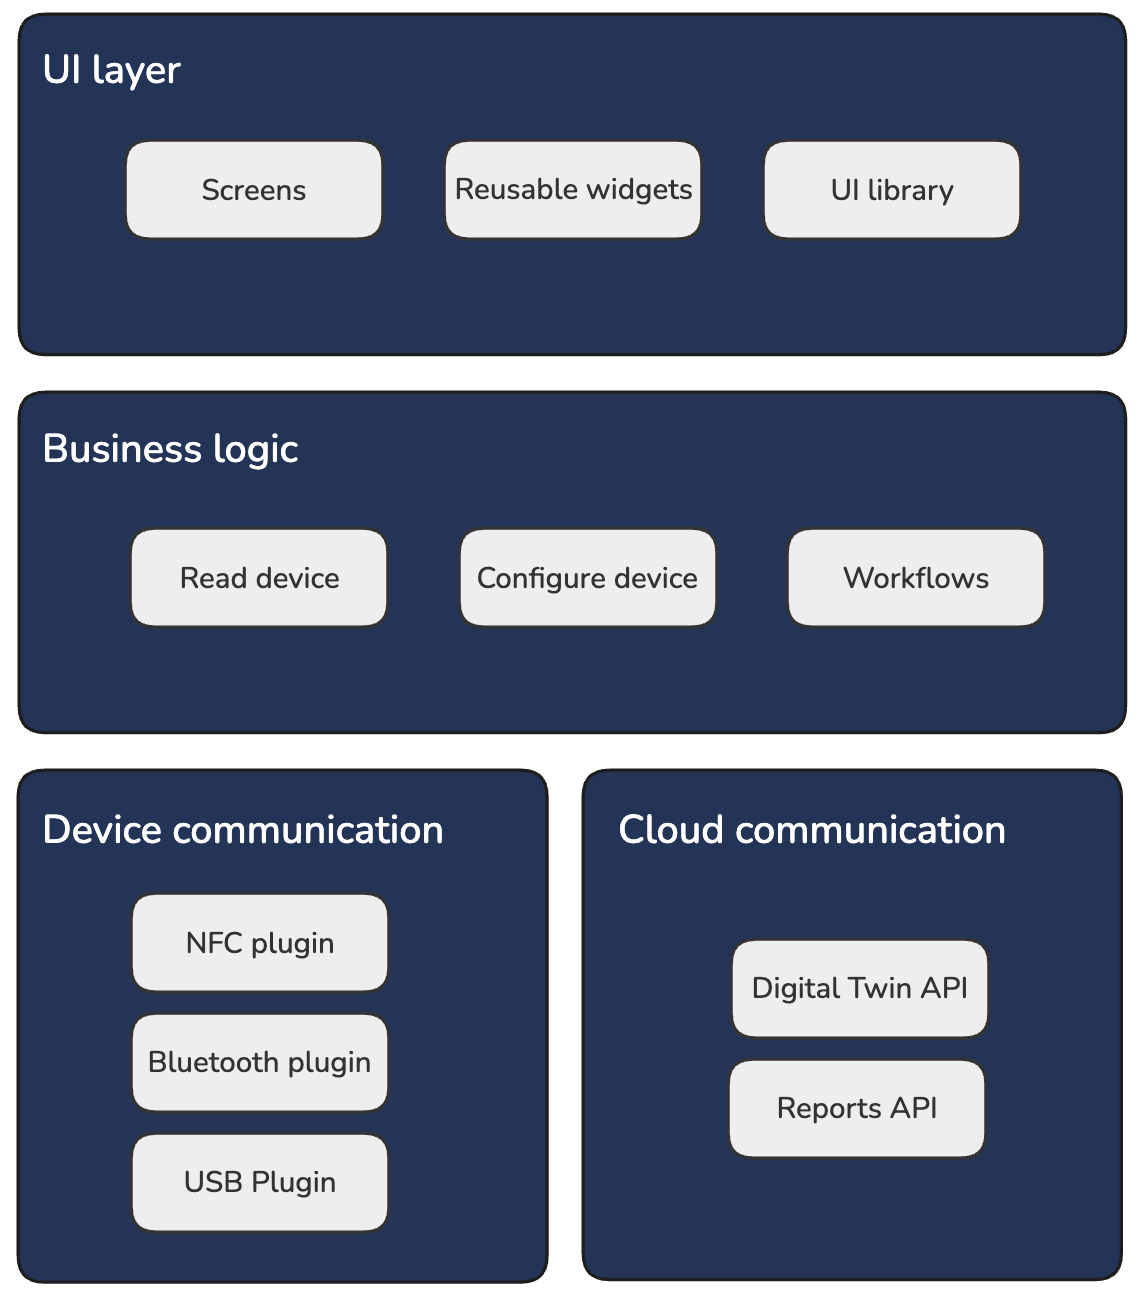 UI layer
Screens
Reusable widgets
UI library
Business logic
Read device
Configure device
Workflows
Device communication
NFC plugin
Bluetooth plugin
USB Plugin
Cloud communication
Digital Twin API
Reports API